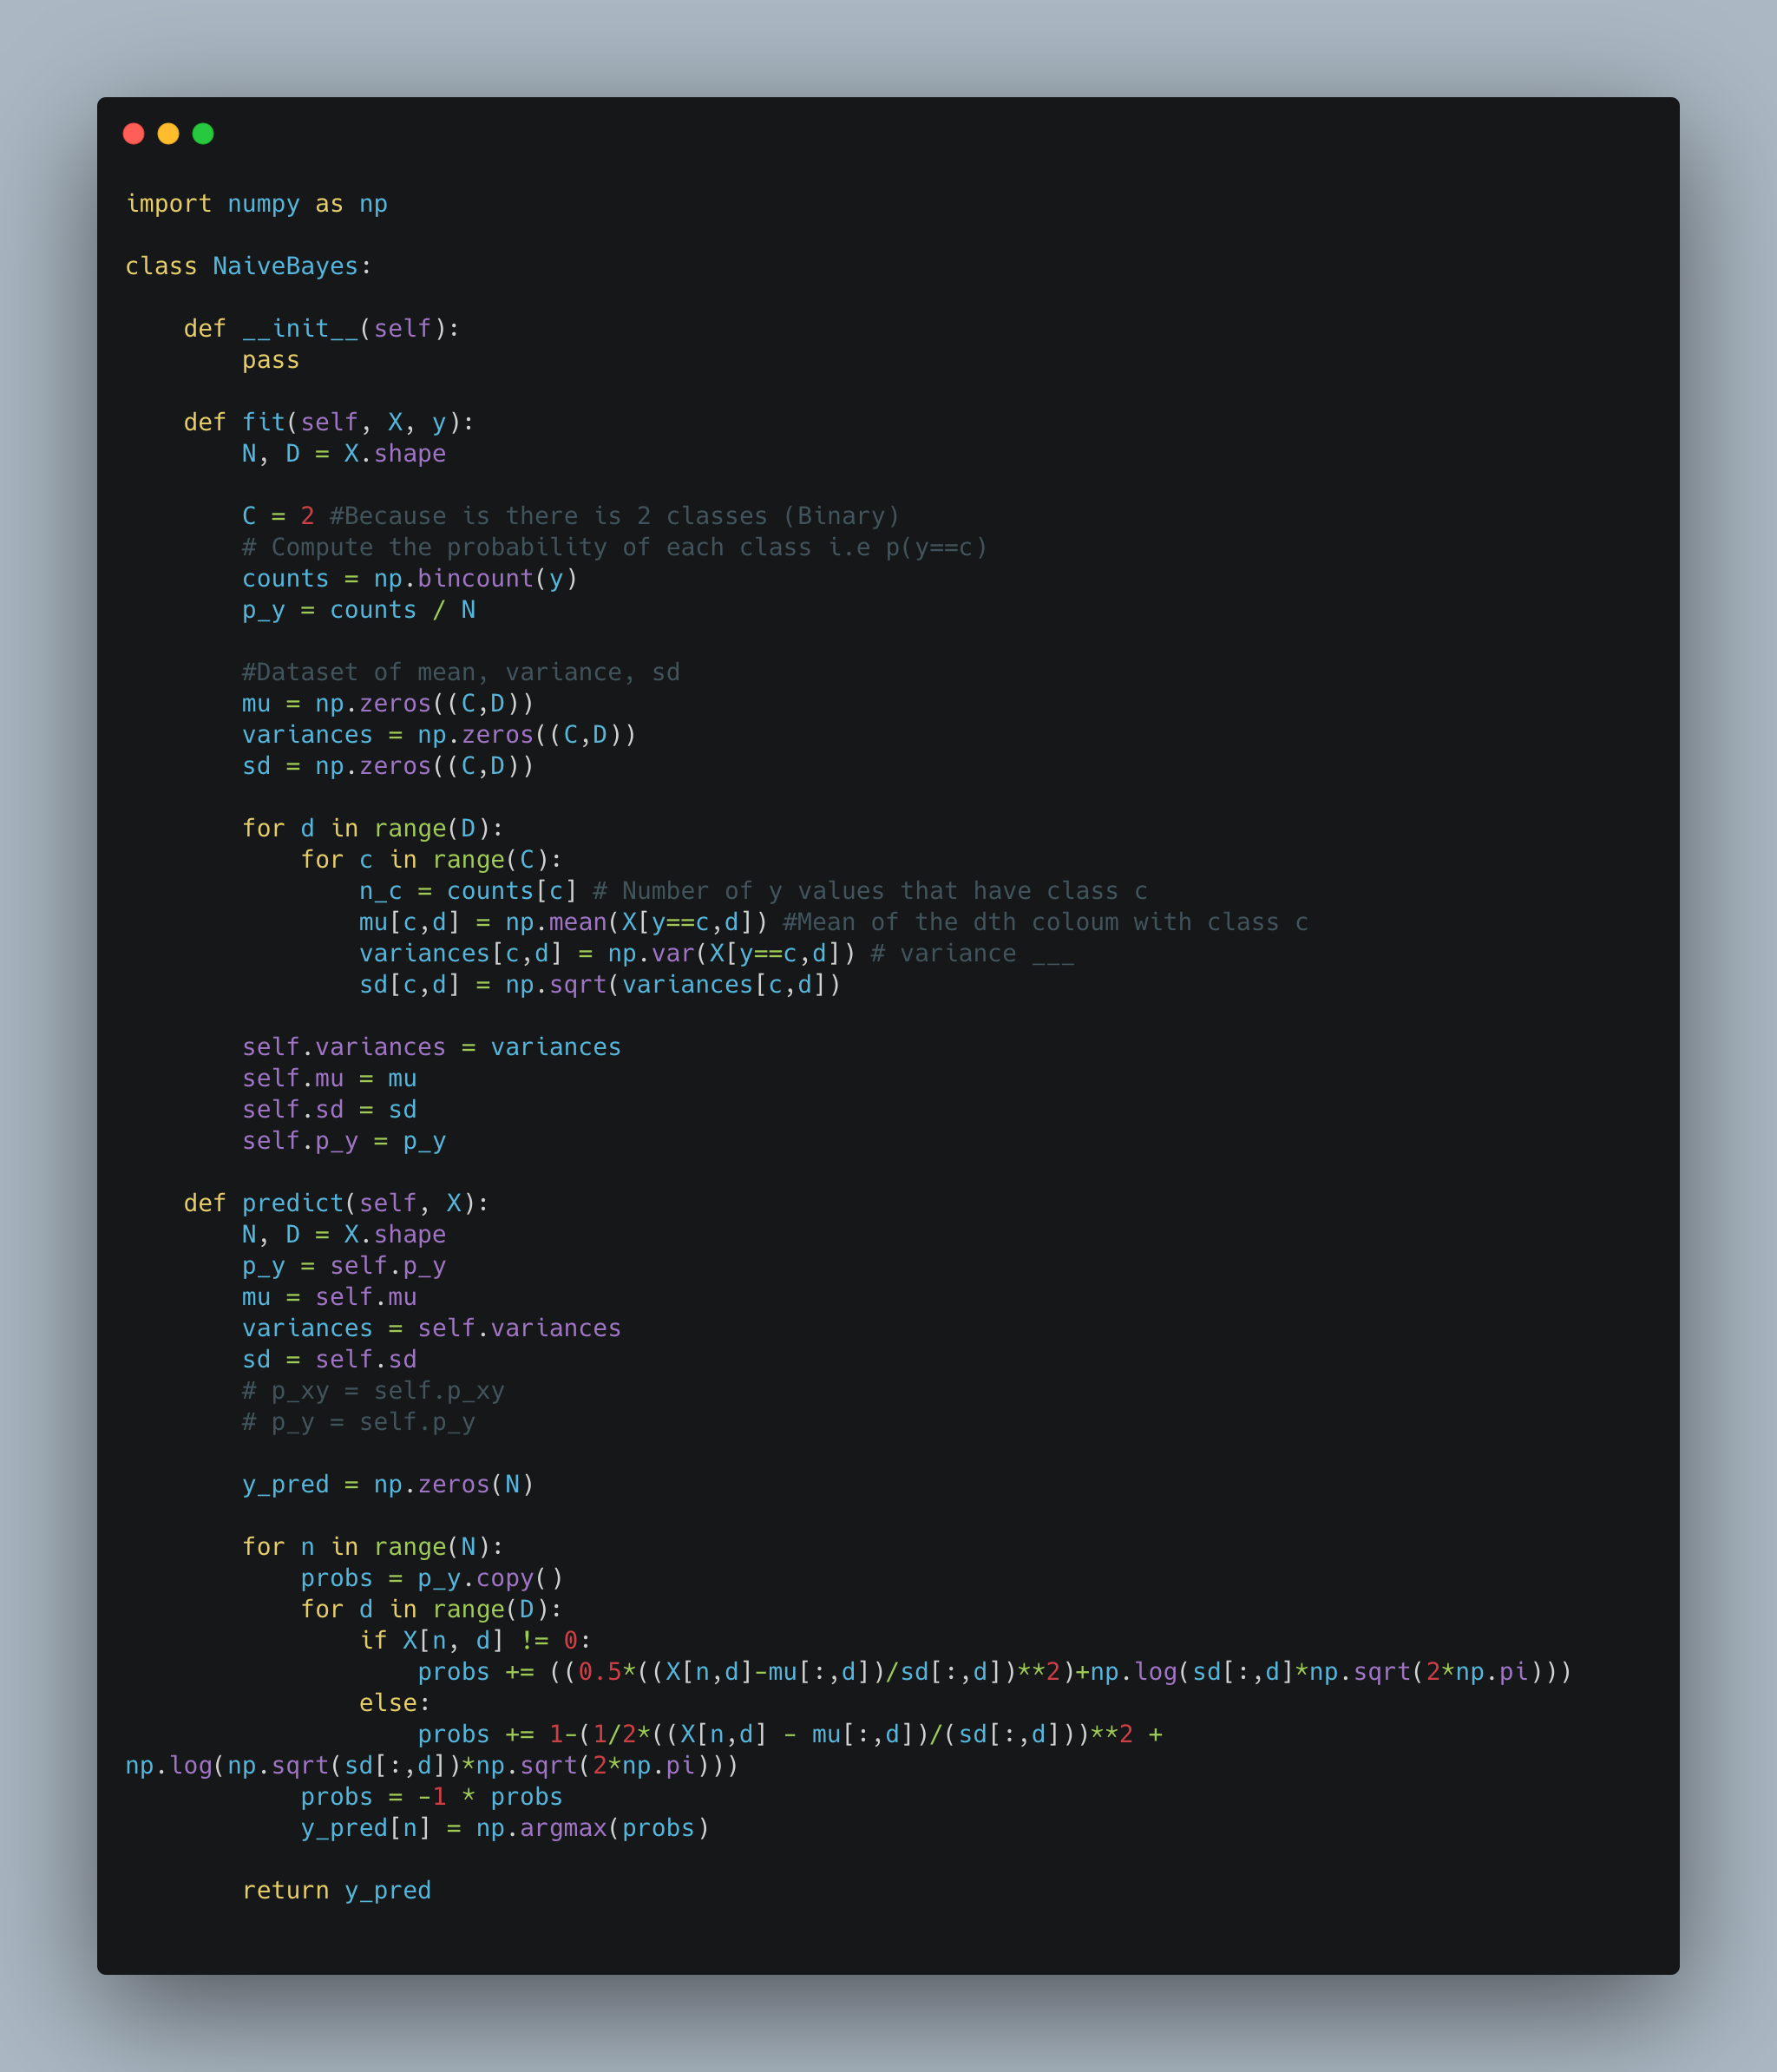 import numpy as np

class NaiveBayes:

    def __init__(self):
        pass

    def fit(self, X, y):
        N, D = X.shape

        C = 2 #Because is there is 2 classes (Binary)
        # Compute the probability of each class i.e p(y==c)
        counts = np.bincount(y)
        p_y = counts / N

        #Dataset of mean, variance, sd
        mu = np.zeros((C,D))
        variances = np.zeros((C,D))
        sd = np.zeros((C,D))

        for d in range(D):
            for c in range(C):
                n_c = counts[c] # Number of y values that have class c
                mu[c,d] = np.mean(X[y==c,d]) #Mean of the dth coloum with class c
                variances[c,d] = np.var(X[y==c,d]) # variance ___
                sd[c,d] = np.sqrt(variances[c,d])

        self.variances = variances
        self.mu = mu
        self.sd = sd
        self.p_y = p_y

    def predict(self, X):
        N, D = X.shape
        p_y = self.p_y
        mu = self.mu
        variances = self.variances
        sd = self.sd
        # p_xy = self.p_xy
        # p_y = self.p_y

        y_pred = np.zeros(N)

        for n in range(N):
            probs = p_y.copy()
            for d in range(D):
                if X[n, d] != 0:
                    probs += ((0.5*((X[n,d]-mu[:,d])/sd[:,d])**2)+np.log(sd[:,d]*np.sqrt(2*np.pi)))
                else:
                    probs += 1-(1/2*((X[n,d] - mu[:,d])/(sd[:,d]))**2 +
np.log(np.sqrt(sd[:,d])*np.sqrt(2*np.pi)))
            probs = -1 * probs
            y_pred[n] = np.argmax(probs)

        return y_pred